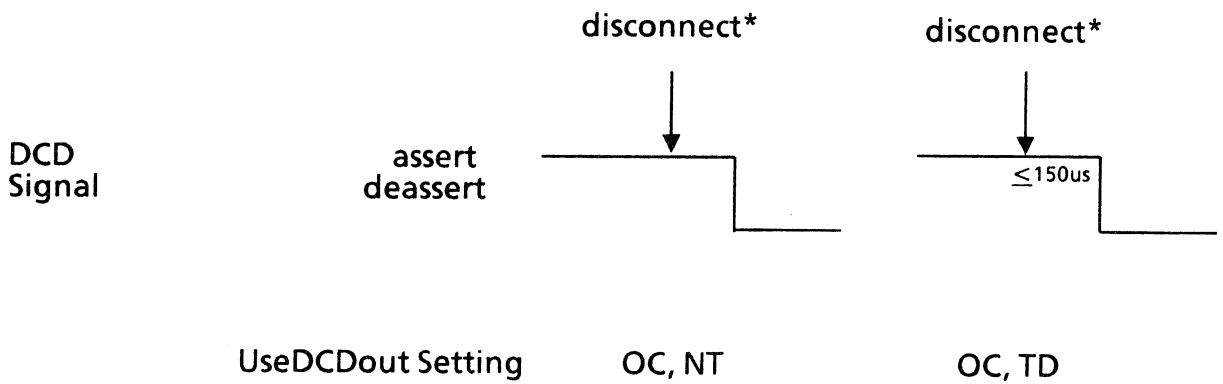 disconnect* disconnect*
DCD assert
Signal deassert
≤150us
UseDCDout Setting OC, NT OC, TD